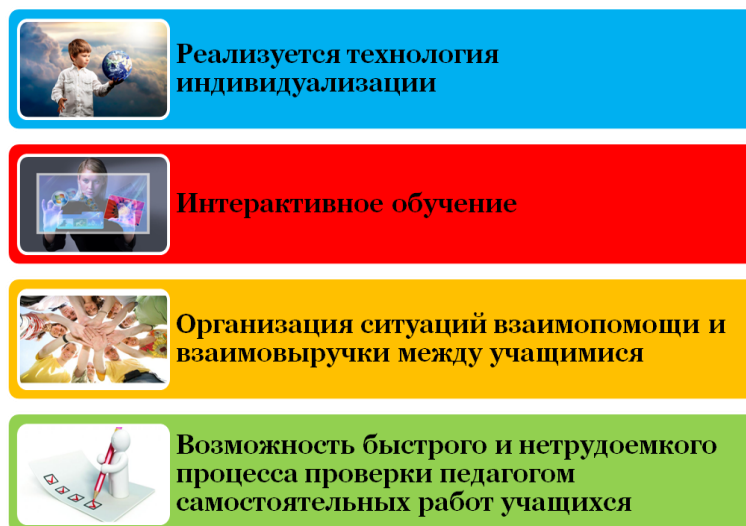 Реализуется технология
индивидуализации
Интерактивное обучение
Организация ситуаций взаимопомощи и
взаимовыручки между учащимися
Возможность быстрого и нетрудоемкого
процесса проверки педагогом
самостоятельных работ учащихся